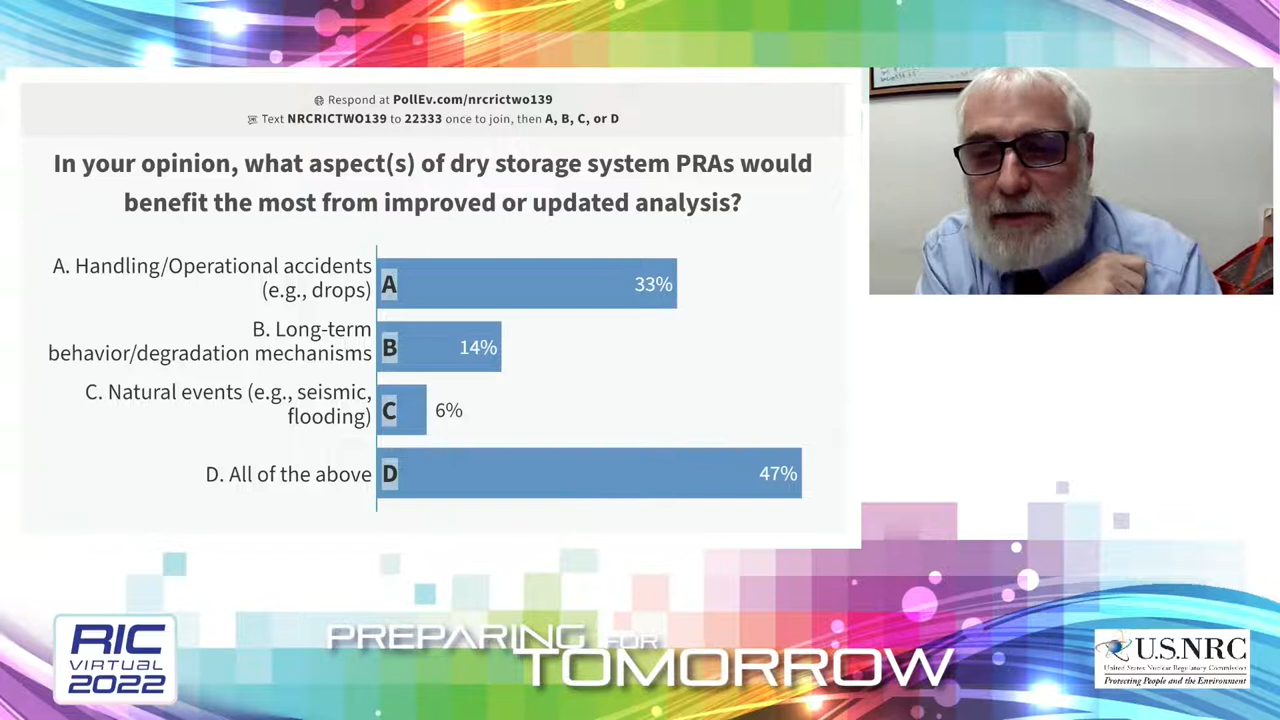 Respond at PollEv.com/nrcrictwo139
Text NRCRICTWO139 to 22333 once to join, then A, B, C, or D
In your opinion, what aspect(s) of dry storage system PRAs would
benefit the most from improved or updated analysis?
A. Handling/Operational accidents
(e.g., drops)
A
33%
B. Long-term
behavior/degradation mechanisms
B
14%
C. Natural events (e.g., seismic,
flooding)
C
6%
D. All of the above
D
47%
RIC
VIRTUAL
2022
PREPARING FOR
TOMORROW
U.S.NRC
United States Nuclear Regulatory Commission
Protecting People and the Environment